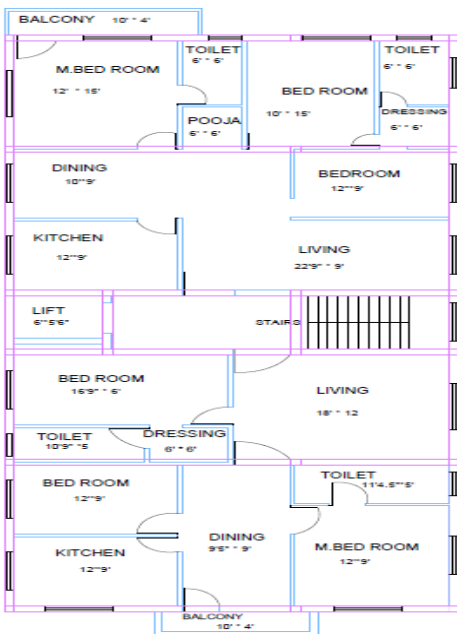 BALCONY 10' * 4'
TOILET
6' * 6'
TOILET
6' * 6'
M.BED ROOM
12' * 15'
BED ROOM
10' * 15'
POOJA
6' * 6'
DRESSING
6' * 6'
DINING
10'*9'
BEDROOM
12'*9'
KITCHEN
12'*9'
LIVING
22'9" * 9'
LIFT
6'*5'6"
STAIRS
BED ROOM
16'9" * 6'
LIVING
18' * 12
TOILET
10'9" *5
DRESSING
6' * 6'
BED ROOM
12'*9'
TOILET
11'4.5"*5'
DINING
9'5" * 9'
KITCHEN
12'*9'
M.BED ROOM
12'*9'
BALCONY
10' * 4'